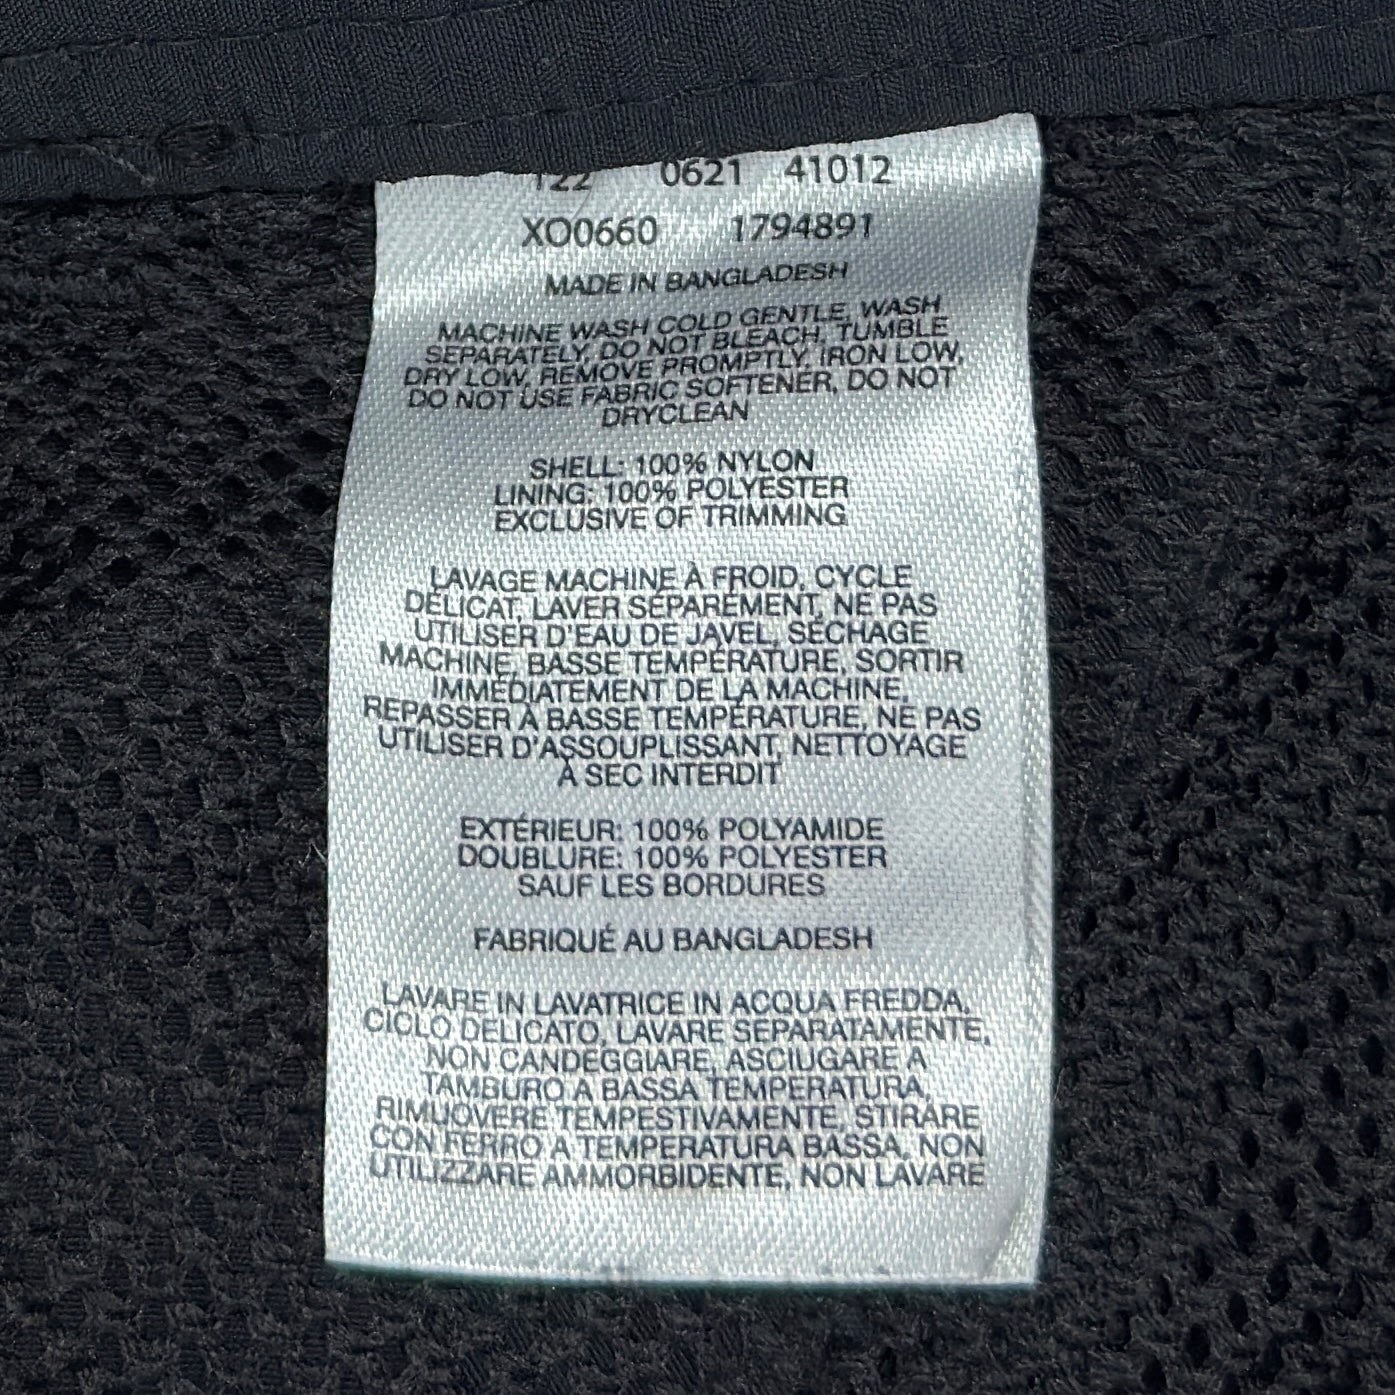 122 0621 41012
XO0660 1794891
MADE IN BANGLADESH
MACHINE WASH COLD GENTLE, WASH
SEPARATELY, DO NOT BLEACH, TUMBLE
DRY LOW, REMOVE PROMPTLY, IRON LOW,
DO NOT USE FABRIC SOFTENER, DO NOT
DRYCLEAN
SHELL: 100% NYLON
LINING: 100% POLYESTER
EXCLUSIVE OF TRIMMING
LAVAGE MACHINE À FROID, CYCLE
DÉLICAT, LAVER SÉPARÉMENT, NE PAS
UTILISER D'EAU DE JAVEL, SÉCHAGE
MACHINE, BASSE TEMPÉRATURE, SORTIR
IMMÉDIATEMENT DE LA MACHINE,
REPASSER À BASSE TEMPÉRATURE, NE PAS
UTILISER D'ASSOUPLISSANT, NETTOYAGE
À SEC INTERDIT
EXTÉRIEUR: 100% POLYAMIDE
DOUBLURE: 100% POLYESTER
SAUF LES BORDURES
FABRIQUÉ AU BANGLADESH
LAVARE IN LAVATRICE IN ACQUA FREDDA,
CICLO DELICATO, LAVARE SEPARATAMENTE,
NON CANDEGGIARE, ASCIUGARE A
TAMBURO A BASSA TEMPERATURA,
RIMUOVERE TEMPESTIVAMENTE, STIRARE
CON FERRO A TEMPERATURA BASSA, NON
UTILIZZARE AMMORBIDENTE, NON LAVARE